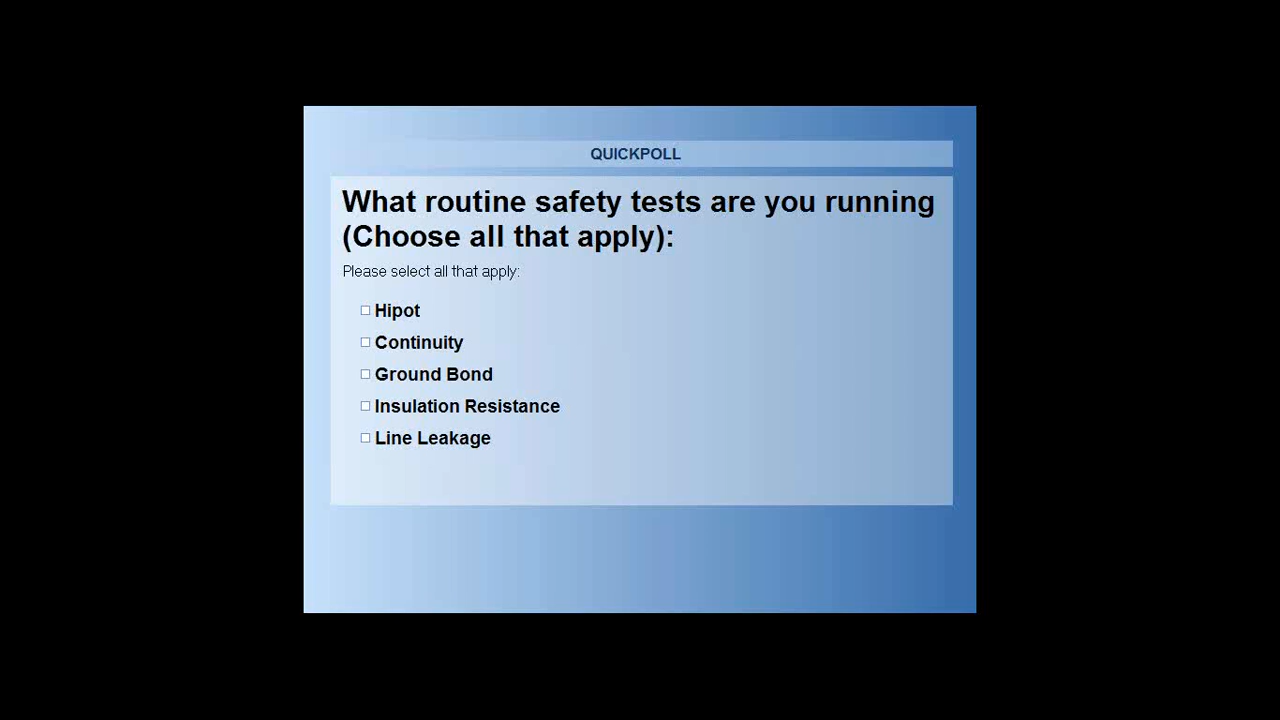 QUICKPOLL
What routine safety tests are you running
(Choose all that apply):
Please select all that apply:
Hipot
Continuity
Ground Bond
Insulation Resistance
Line Leakage